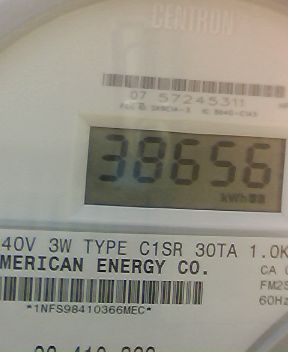 CENTRON
07 57245311
38656
kWh
40V 3W TYPE C1SR 30TA 1.0K
MERICAN ENERGY CO.
CA
FM2S
60Hz
*1NFS98410366MEC*